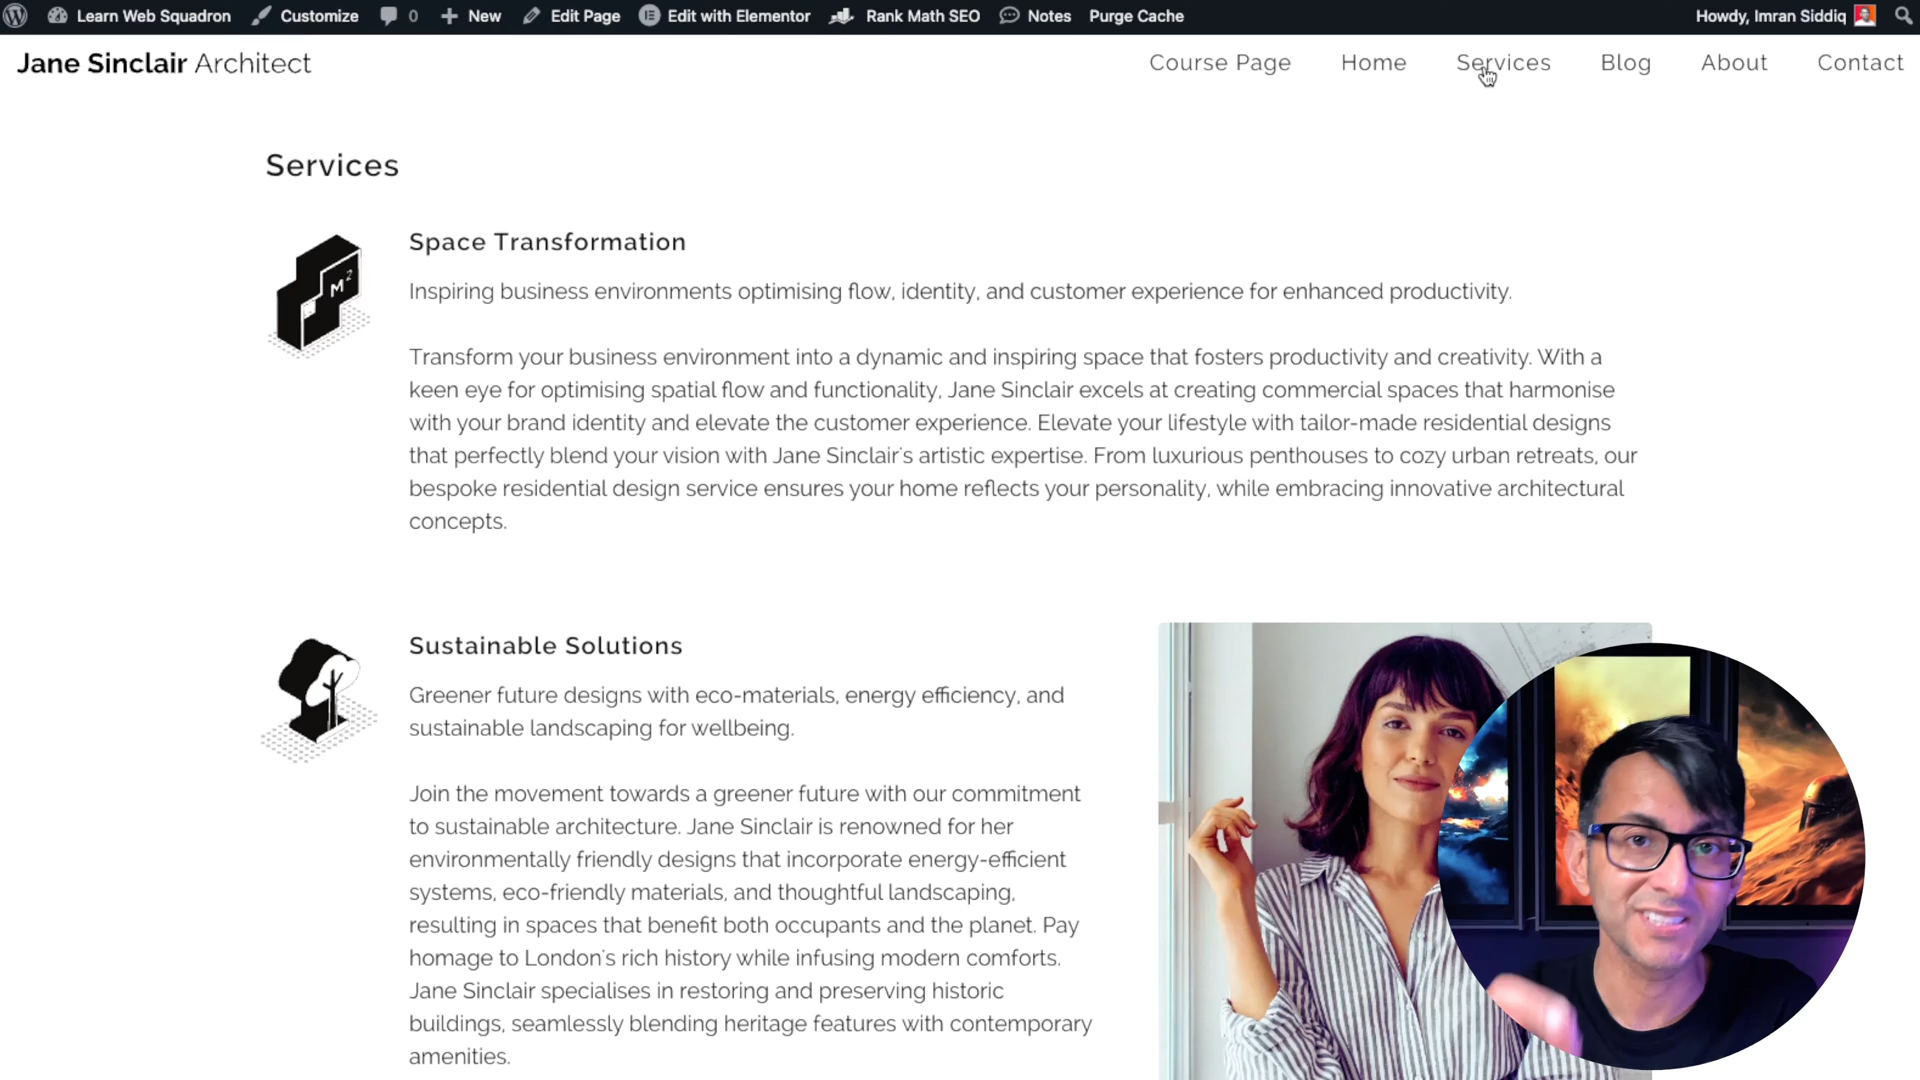 Learn Web Squadron Customize 0 New Edit Page Edit with Elementor Rank Math SEO Notes Purge Cache Howdy, Imran Siddiq
Jane Sinclair Architect Course Page Home Services Blog About Contact
Services
Space Transformation
M²
Inspiring business environments optimising flow, identity, and customer experience for enhanced productivity.
Transform your business environment into a dynamic and inspiring space that fosters productivity and creativity. With a
keen eye for optimising spatial flow and functionality, Jane Sinclair excels at creating commercial spaces that harmonise
with your brand identity and elevate the customer experience. Elevate your lifestyle with tailor-made residential designs
that perfectly blend your vision with Jane Sinclair's artistic expertise. From luxurious penthouses to cozy urban retreats, our
bespoke residential design service ensures your home reflects your personality, while embracing innovative architectural
concepts.
Sustainable Solutions
Greener future designs with eco-materials, energy efficiency, and
sustainable landscaping for wellbeing.
Join the movement towards a greener future with our commitment
to sustainable architecture. Jane Sinclair is renowned for her
environmentally friendly designs that incorporate energy-efficient
systems, eco-friendly materials, and thoughtful landscaping,
resulting in spaces that benefit both occupants and the planet. Pay
homage to London's rich history while infusing modern comforts.
Jane Sinclair specialises in restoring and preserving historic
buildings, seamlessly blending heritage features with contemporary
amenities.